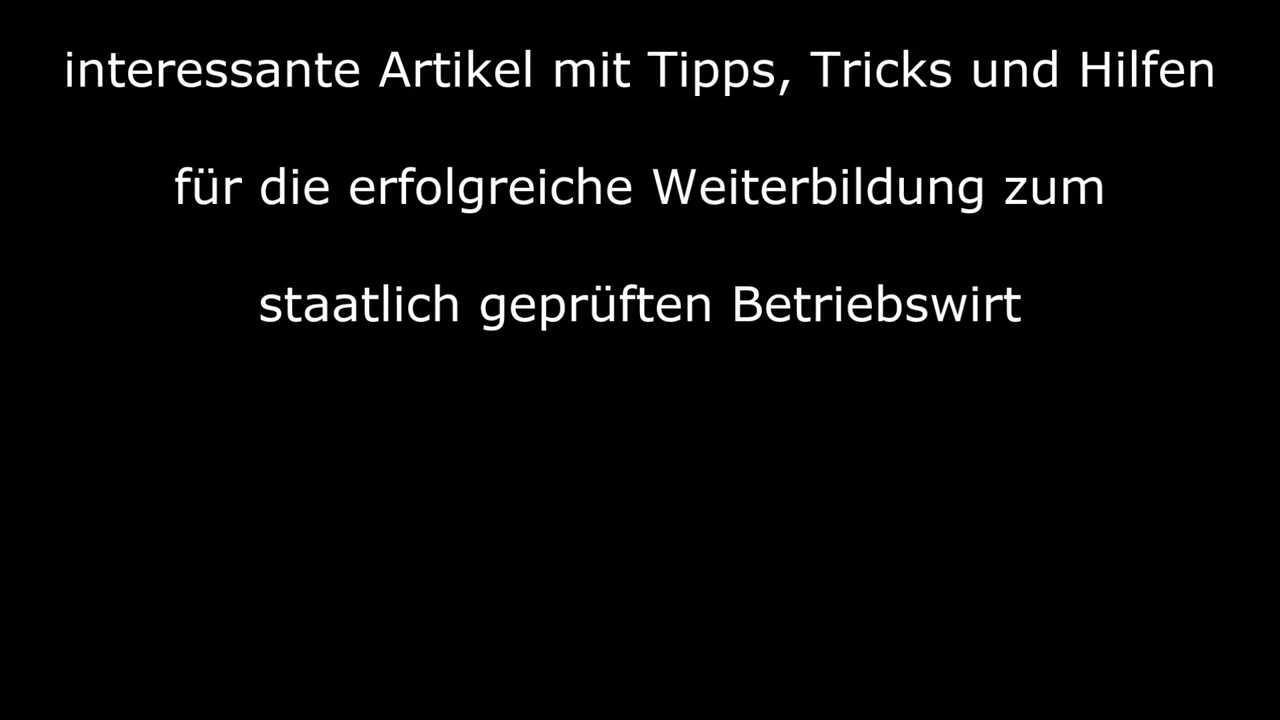 interessante Artikel mit Tipps, Tricks und Hilfen
für die erfolgreiche Weiterbildung zum
staatlich geprüften Betriebswirt